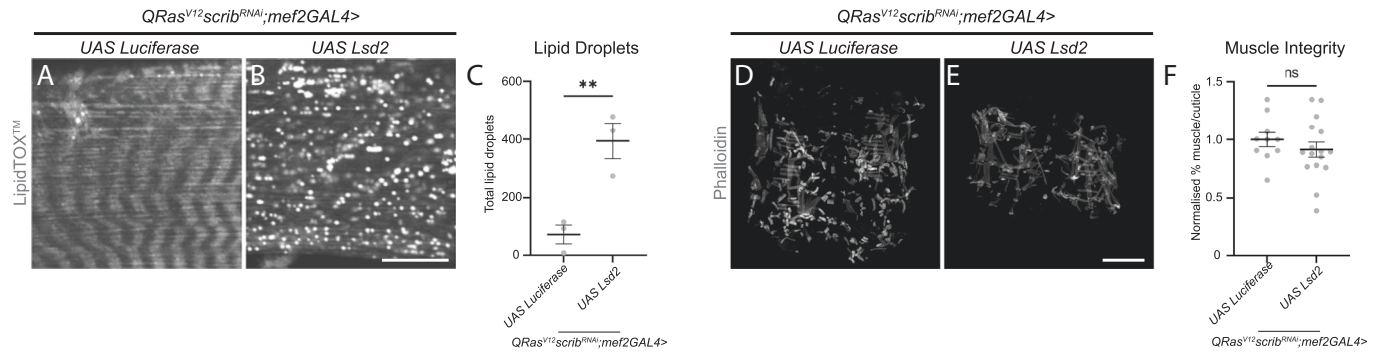 QRasV12scribRNAi;mef2GAL4>
UAS Luciferase
UAS Lsd2
A
B
LipidTOX™
C
Lipid Droplets
**
600
400
200
0
Total lipid droplets
UAS Luciferase
UAS Lsd2
QRasV12scribRNAi;mef2GAL4>
QRasV12scribRNAi;mef2GAL4>
UAS Luciferase
UAS Lsd2
D
E
Phalloidin
F
Muscle Integrity
ns
1.5
1.0
0.5
0
Normalised % muscle/cuticle
UAS Luciferase
UAS Lsd2
QRasV12scribRNAi;mef2GAL4>